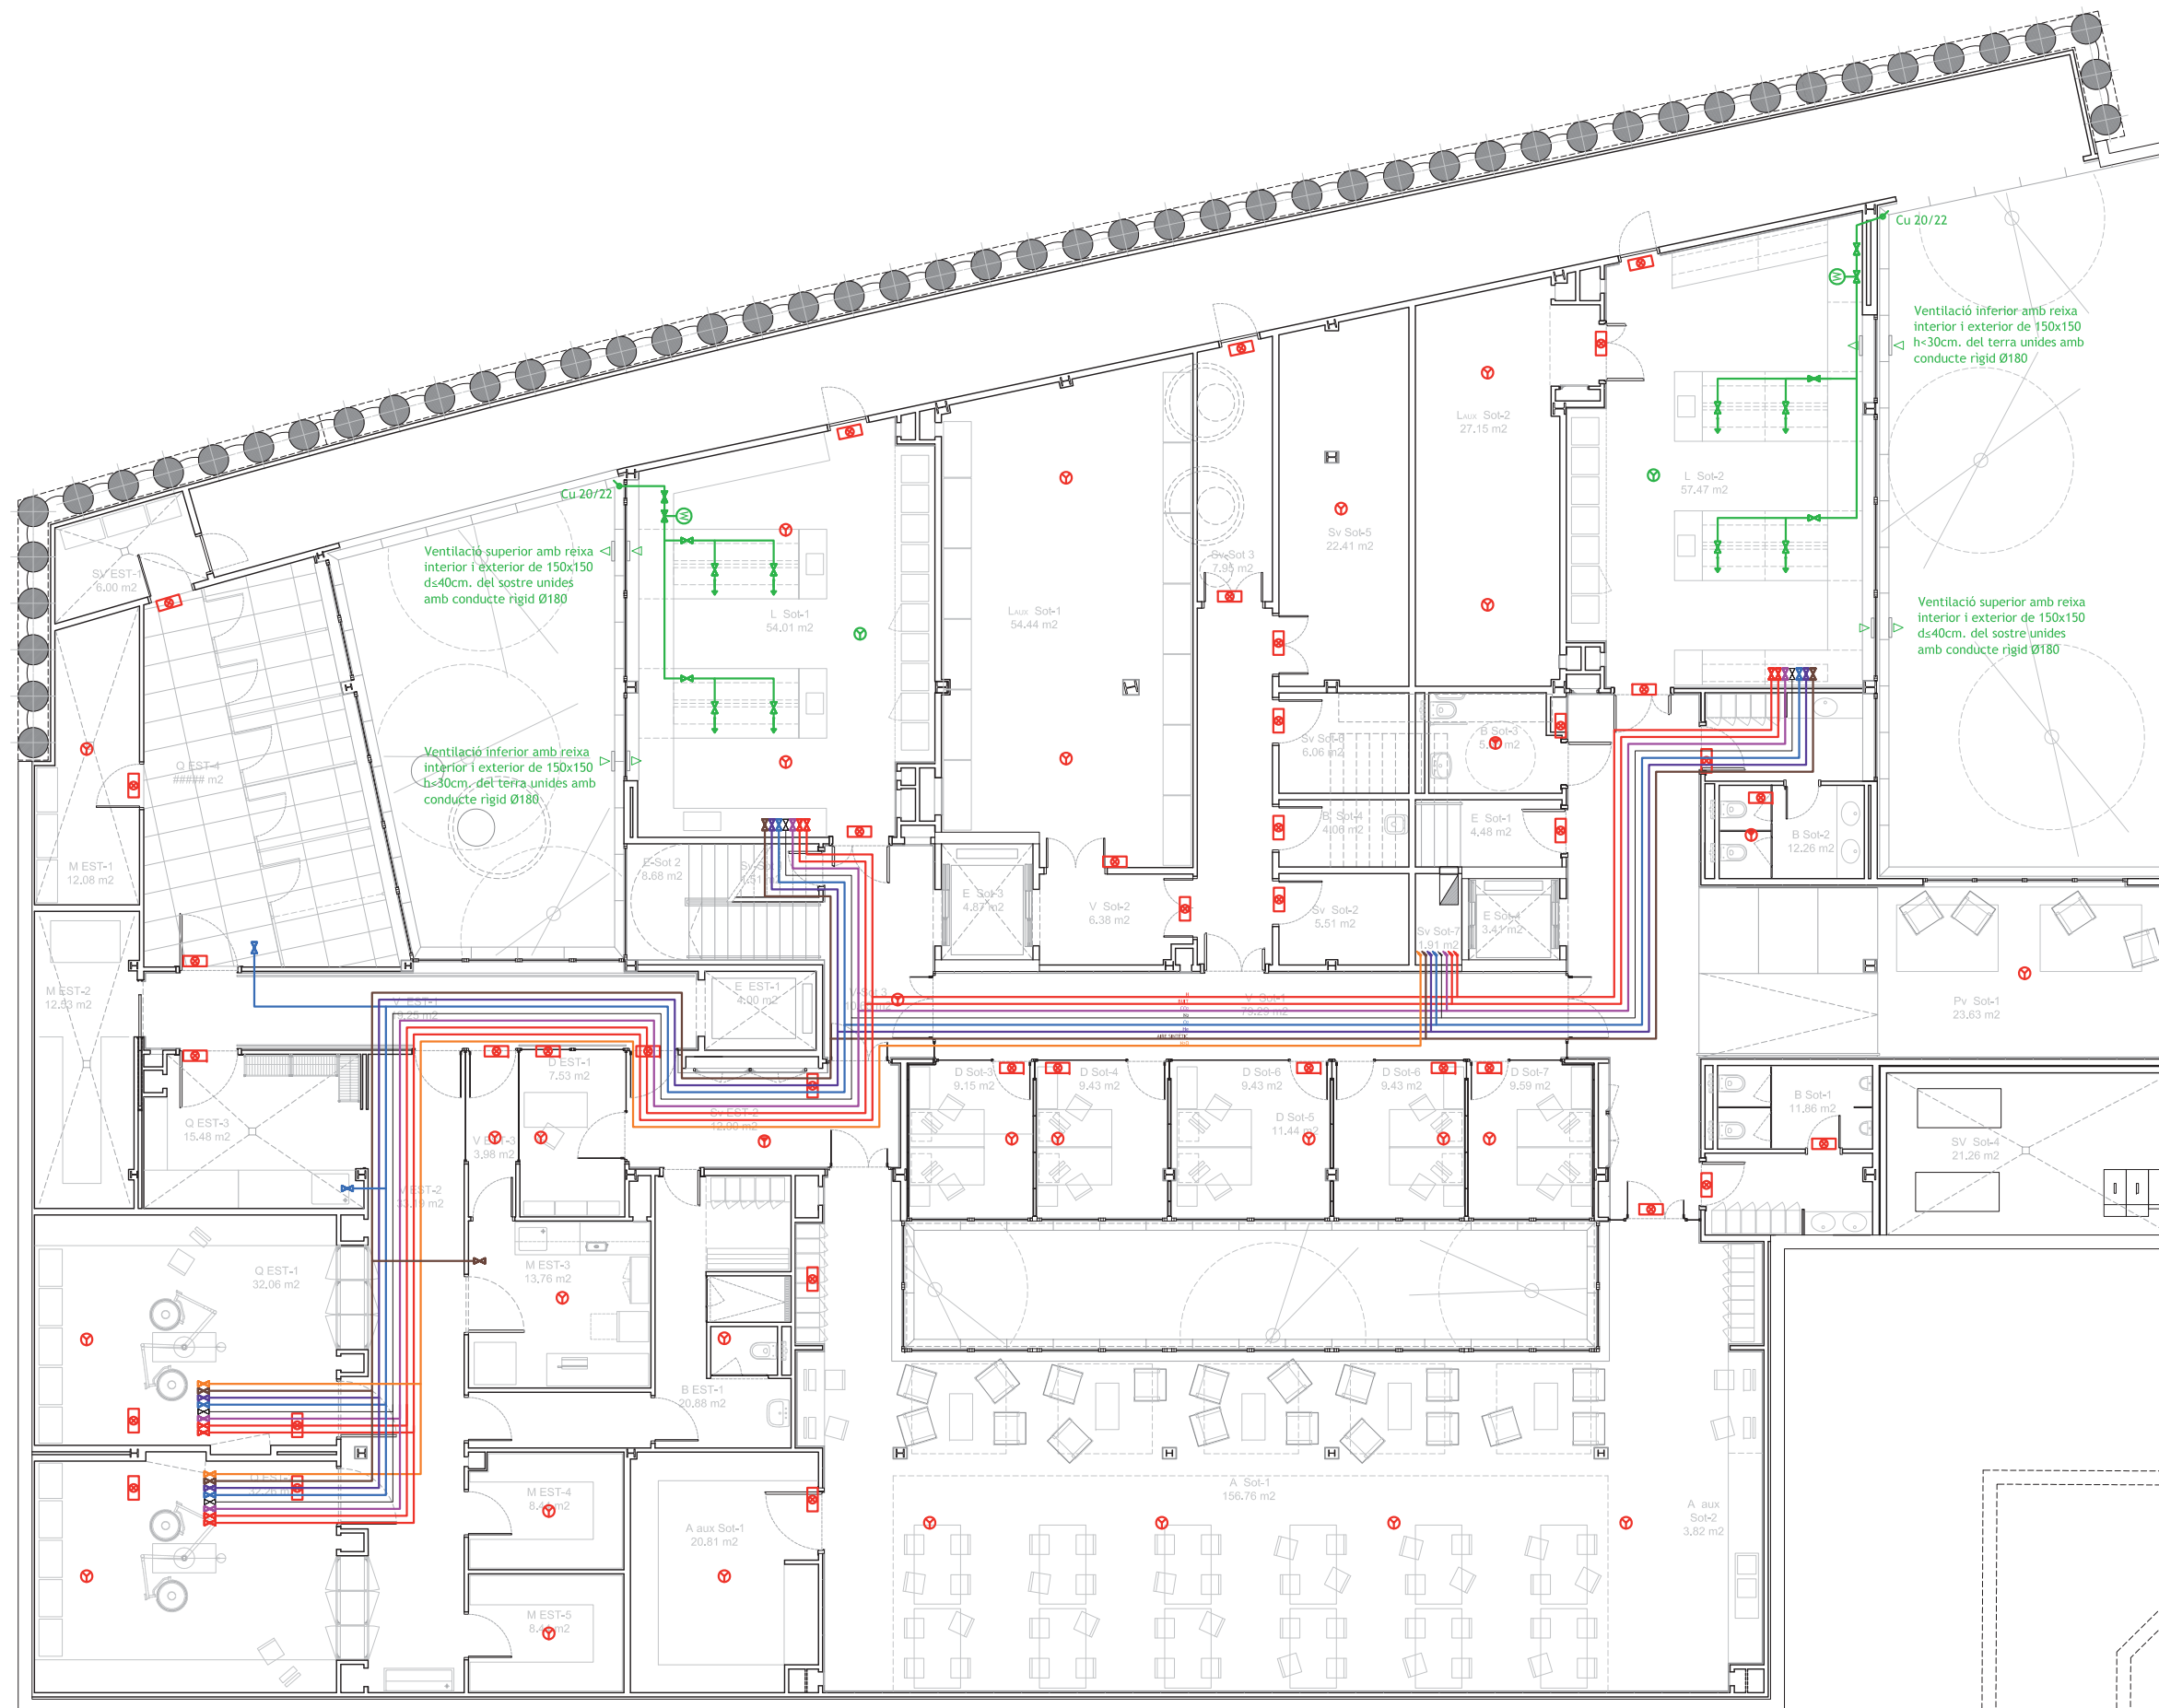 Cu 20/22
Ventilació inferior amb reixa
interior i exterior de 150x150
h<30cm. del terra unides amb
conducte rigid Ø180
LAUX Sot-2
27.15 m2
L Sot-2
57.47 m2
Cu 20/22
Ventilació superior amb reixa
interior i exterior de 150x150
d≤40cm. del sostre unides
amb conducte rigid Ø180
Sv Sot-5
22.41 m2
Sv Sot 3
7.95 m2
SV EST-1
6.00 m2
L Sot-1
54.01 m2
LAUX Sot-1
54.44 m2
Ventilació superior amb reixa
interior i exterior de 150x150
d≤40cm. del sostre unides
amb conducte rigid Ø180
Q EST-4
##### m2
Ventilació inferior amb reixa
interior i exterior de 150x150
h<30cm. del terra unides amb
conducte rigid Ø180
6.06 m2
B Sot-3
B Sot-4
4.06 m2
E Sot-1
4.48 m2
B Sot-2
12.26 m2
M EST-1
12.08 m2
E-Sot 2
8.68 m2
E Sot-3
4.87 m2
V Sot-2
6.38 m2
Sv Sot-2
5.51 m2
E Sot-4
3.41 m2
Sv Sot-7
1.91 m2
M EST-2
12.93 m2
V EST-1
E EST-1
4.00 m2
V-Sot 3
V Sot-1
79.29 m2
Pv Sot-1
23.63 m2
D EST-1
7.53 m2
D Sot-3
9.15 m2
D Sot-4
9.43 m2
D Sot-6
9.43 m2
D Sot-6
9.43 m2
D Sot-7
9.59 m2
B Sot-1
11.86 m2
Q EST-3
15.48 m2
V EST-3
3.98 m2
Sv EST-2
D Sot-5
11.44 m2
SV Sot-4
21.26 m2
V EST-2
Q EST-1
32.06 m2
M EST-3
13.76 m2
B EST-1
20.88 m2
M EST-4
A aux Sot-1
20.81 m2
A Sot-1
156.76 m2
A aux
Sot-2
3.82 m2
M EST-5